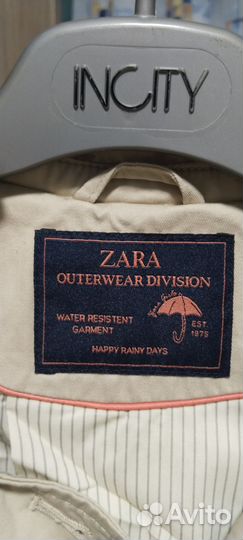 INCITY
ZARA
OUTERWEAR DIVISION
WATER RESISTENT
GARMENT
EST.
1975
HAPPY RAINY DAYS
Avito